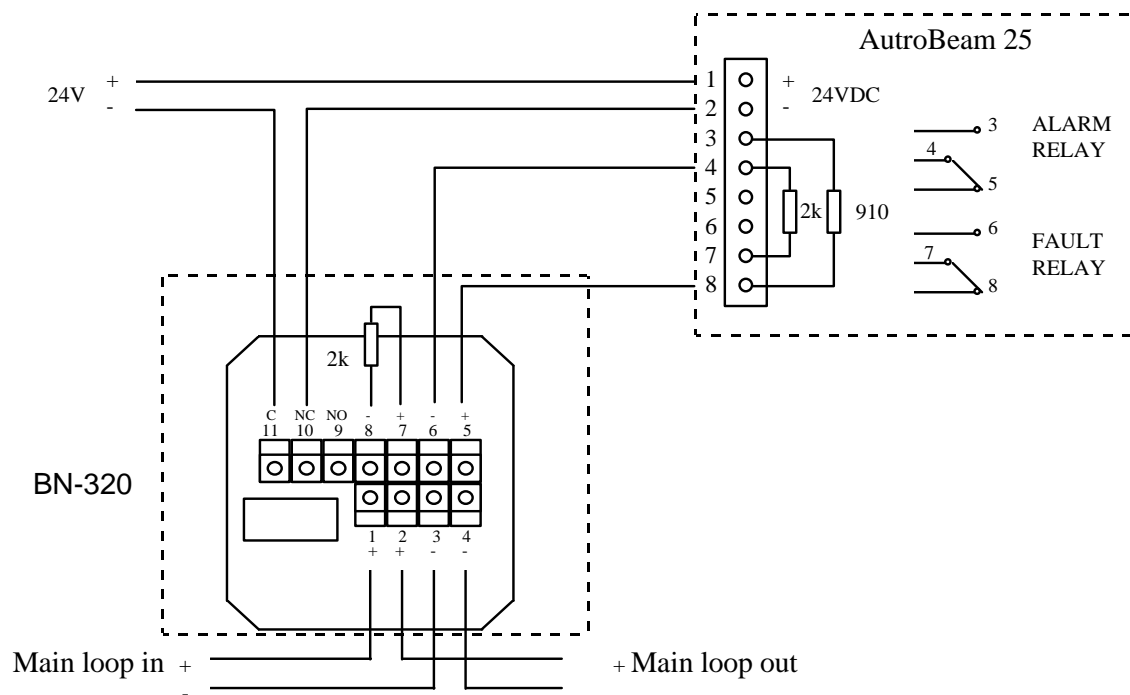 AutroBeam 25
24V
+
-
1
2
3
4
5
6
7
8
+
-
24VDC
2k
910
3
4
5
ALARM
RELAY
6
7
8
FAULT
RELAY
2k
C
NC
NO
-
+
-
+
11
10
9
8
7
6
5
BN-320
1
2
3
4
+
+
-
-
Main loop in +
-
+ Main loop out